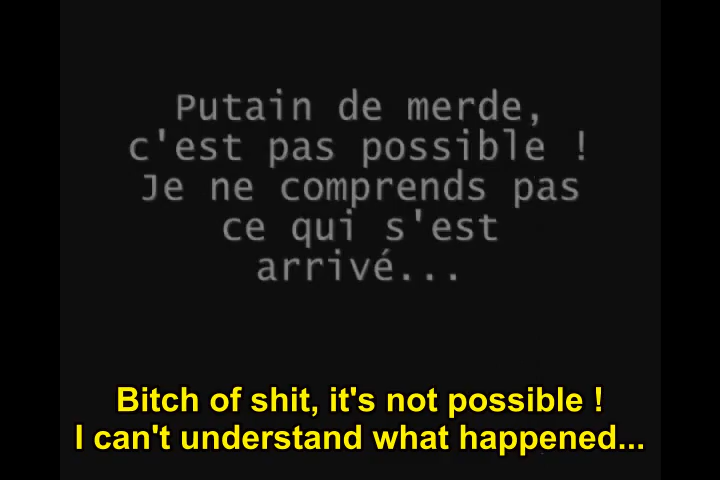 Putain de merde,
c'est pas possible !
Je ne comprends pas
ce qui s'est
arrivé...
Bitch of shit, it's not possible !
I can't understand what happened...